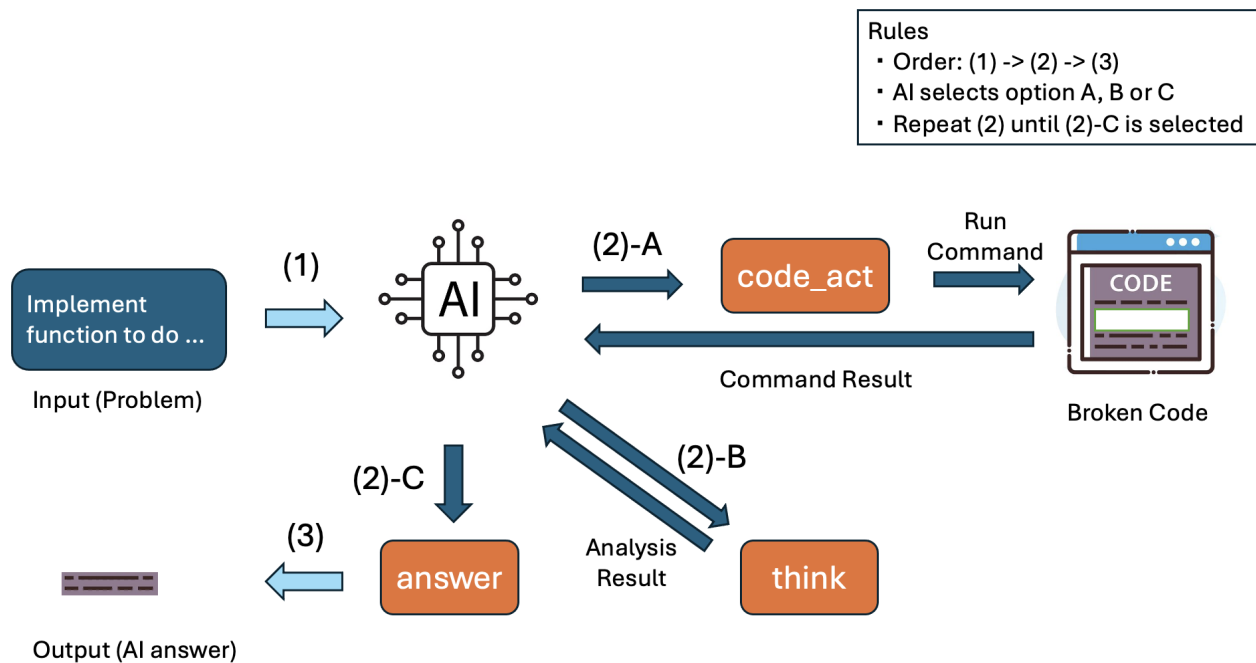 Rules
・Order: (1) -> (2) -> (3)
・AI selects option A, B or C
・Repeat (2) until (2)-C is selected
Implement
function to do ...
Input (Problem)
(1)
AI
(2)-A
code_act
Run
Command
CODE
Broken Code
Command Result
(2)-B
Analysis
Result
think
(2)-C
answer
(3)
Output (AI answer)